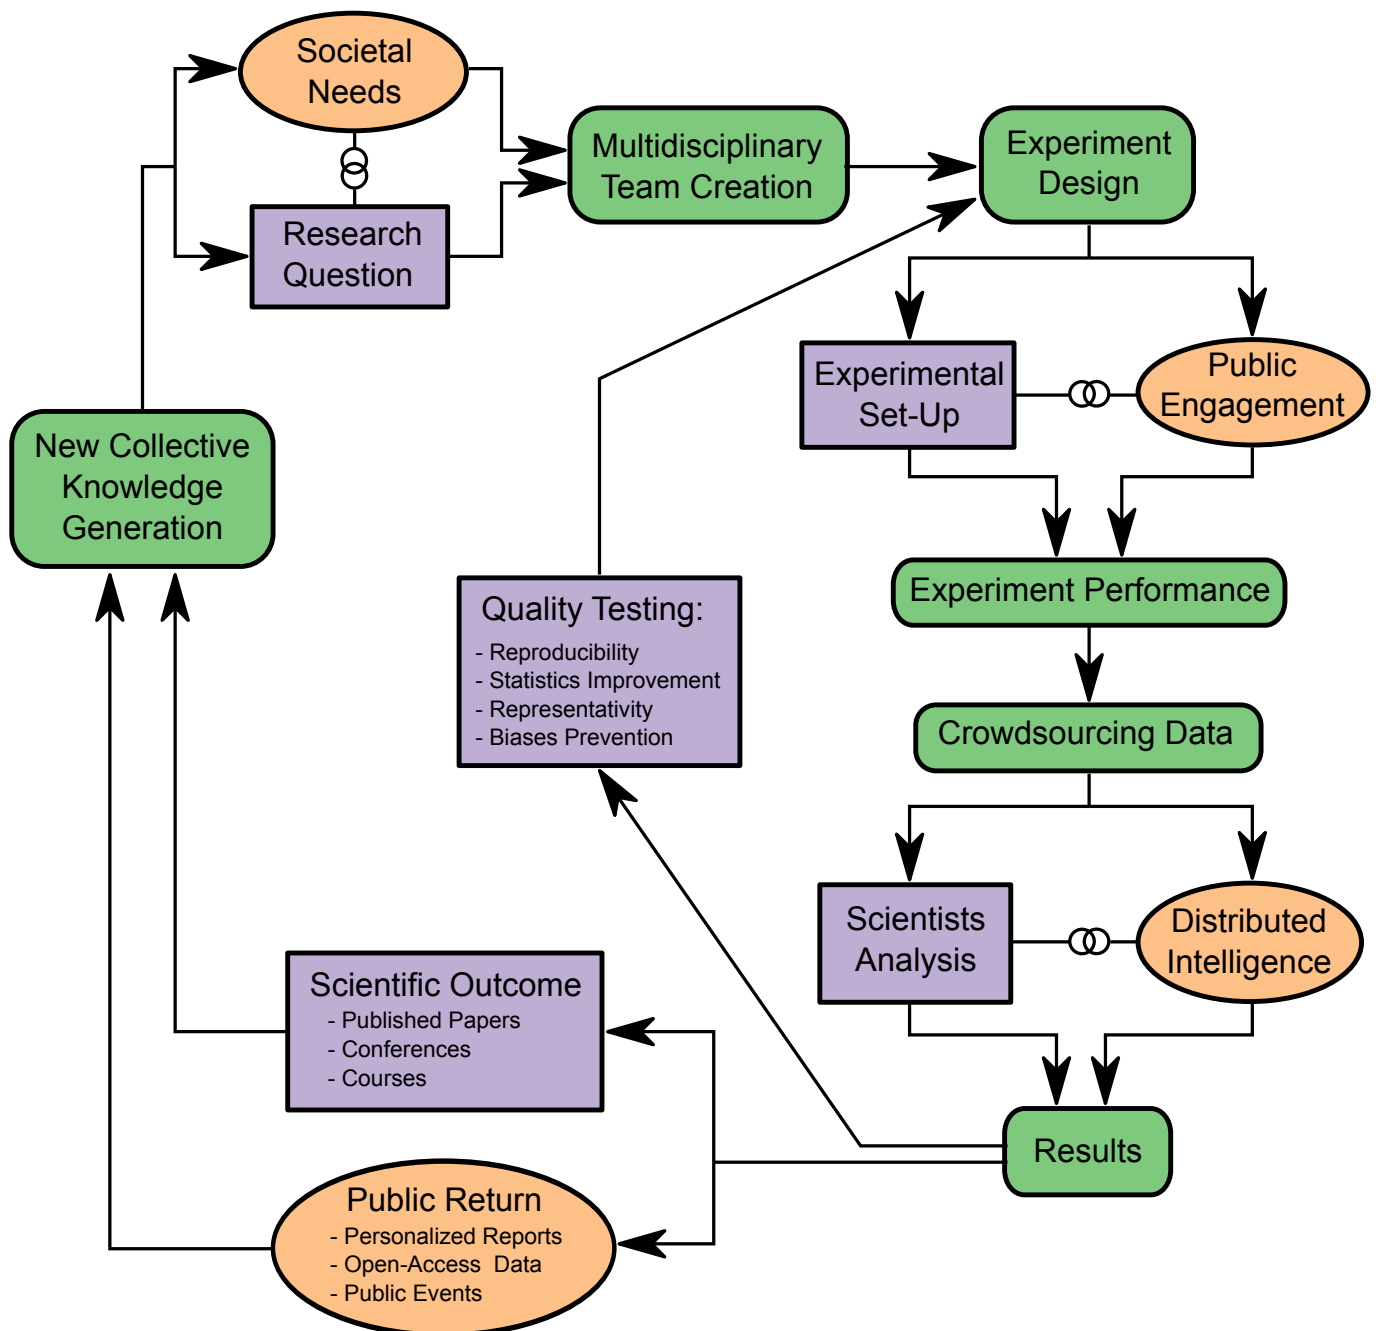 Societal
Needs
Research
Question
Multidisciplinary
Team Creation
Experiment
Design
Experimental
Set-Up
Public
Engagement
Experiment Performance
Crowdsourcing Data
Scientists
Analysis
Distributed
Intelligence
Results
Quality Testing:
- Reproducibility
- Statistics Improvement
- Representativity
- Biases Prevention
Scientific Outcome
- Published Papers
- Conferences
- Courses
Public Return
- Personalized Reports
- Open-Access Data
- Public Events
New Collective
Knowledge
Generation